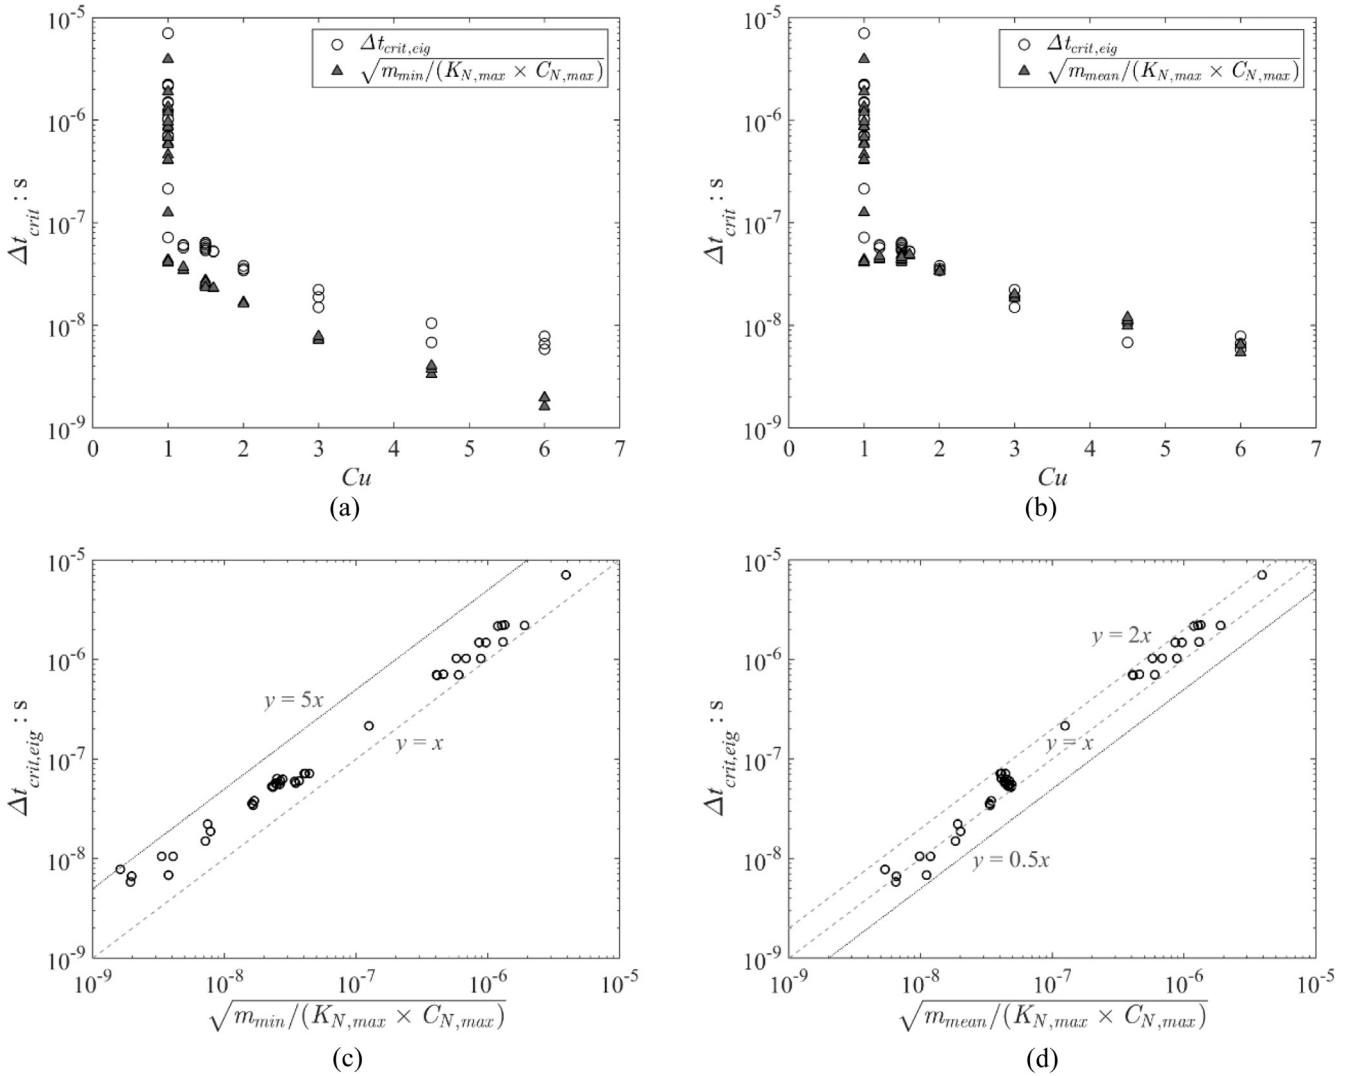 10^-5
10^-6
10^-7
10^-8
10^-9
Δt_crit : s
Δt_crit,eig
√m_min/(K_N,max × C_N,max)
0 1 2 3 4 5 6 7
Cu
(a)
10^-5
10^-6
10^-7
10^-8
10^-9
Δt_crit : s
Δt_crit,eig
√m_mean/(K_N,max × C_N,max)
0 1 2 3 4 5 6 7
Cu
(b)
10^-5
10^-6
10^-7
10^-8
10^-9
Δt_crit,eig : s
y = 5x
y = x
10^-9 10^-8 10^-7 10^-6 10^-5
√m_min/(K_N,max × C_N,max)
(c)
10^-5
10^-6
10^-7
10^-8
10^-9
Δt_crit,eig : s
y = 2x
y = x
y = 0.5x
10^-9 10^-8 10^-7 10^-6 10^-5
√m_mean/(K_N,max × C_N,max)
(d)